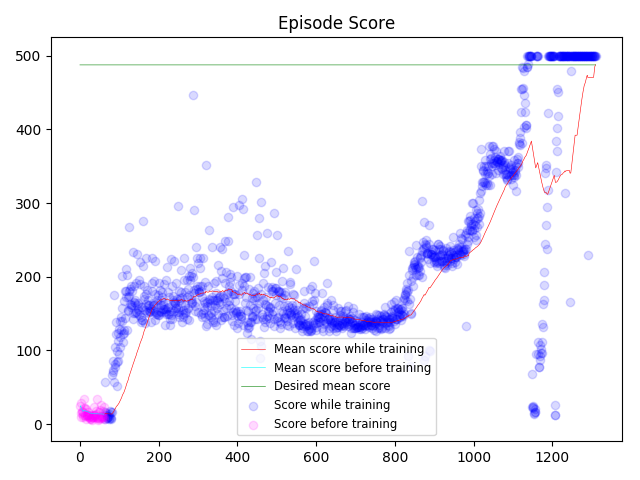 Episode Score
500
400
300
200
100
0
0 200 400 600 800 1000 1200
Mean score while training
Mean score before training
Desired mean score
Score while training
Score before training